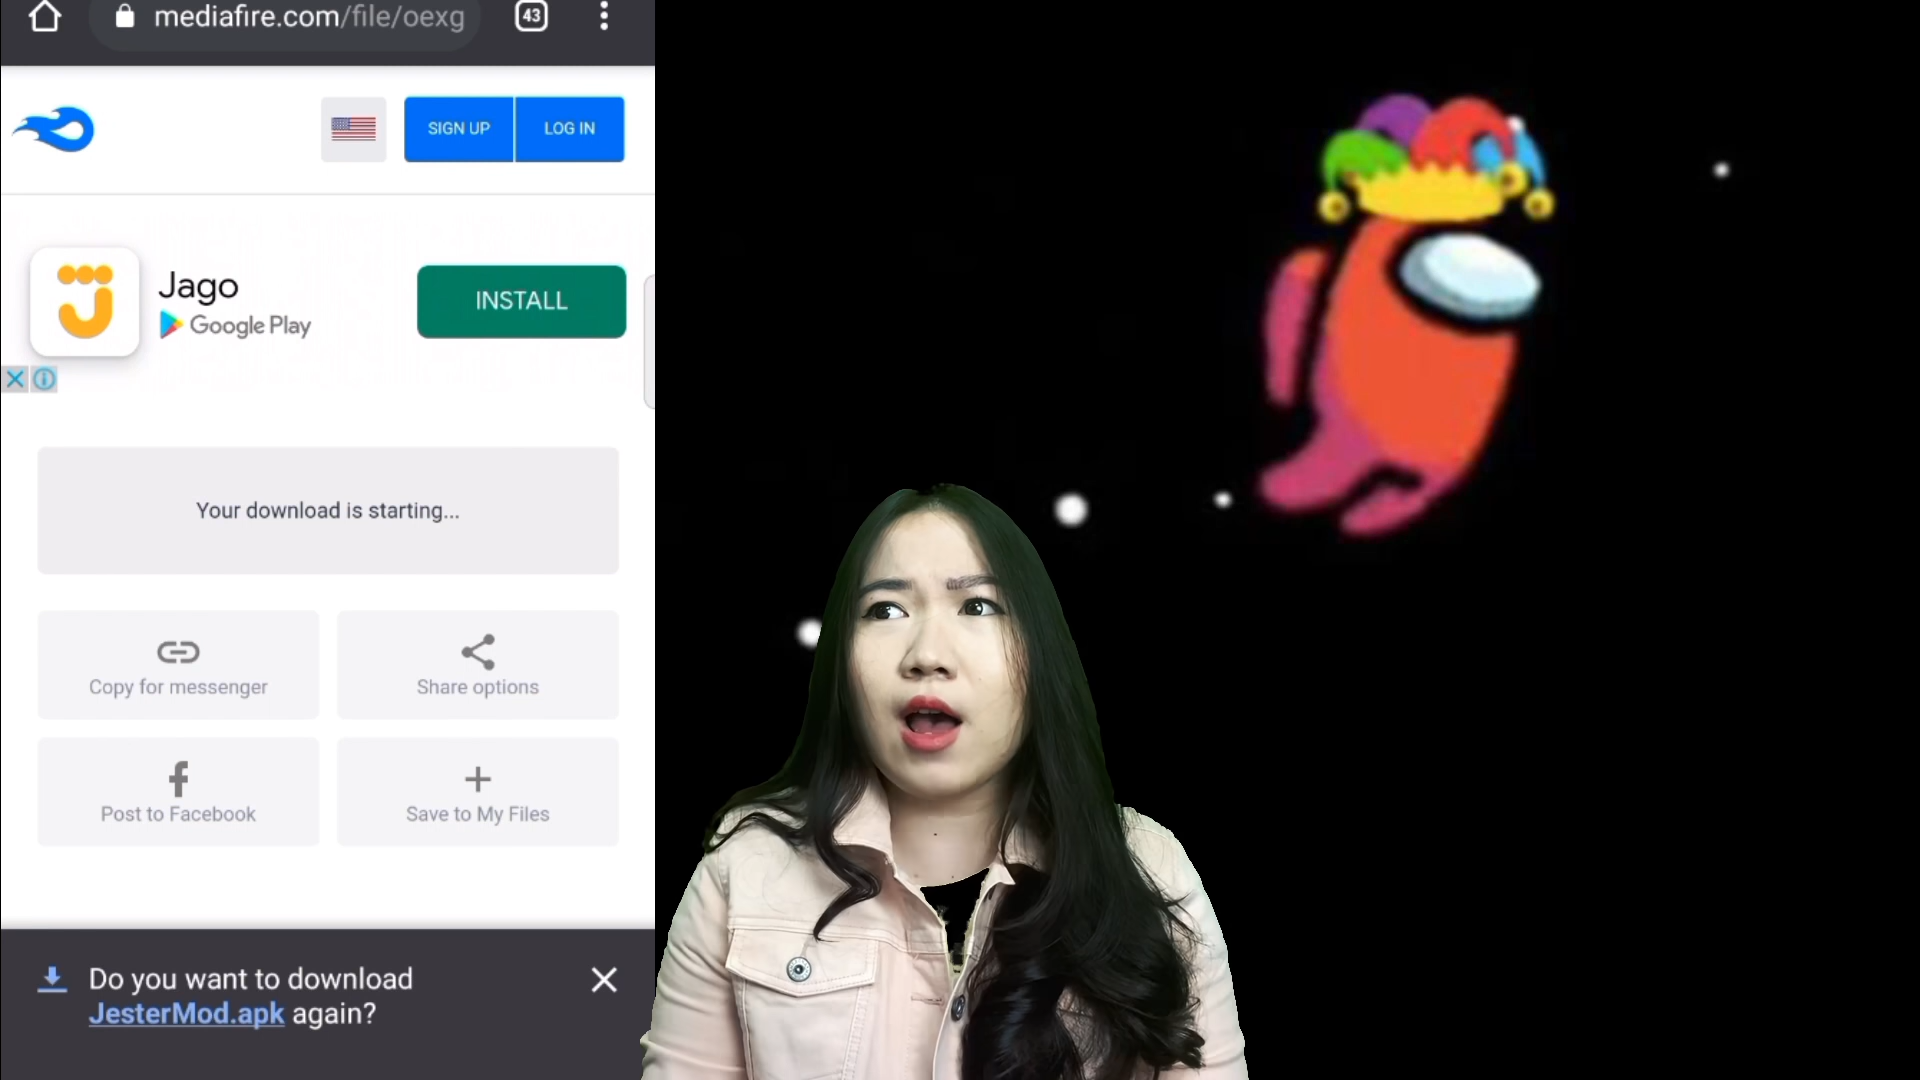 mediafire.com/file/oexg
43
SIGN UP
LOG IN
Jago
Google Play
INSTALL
Your download is starting...
Copy for messenger
Share options
Post to Facebook
Save to My Files
Do you want to download
JesterMod.apk again?